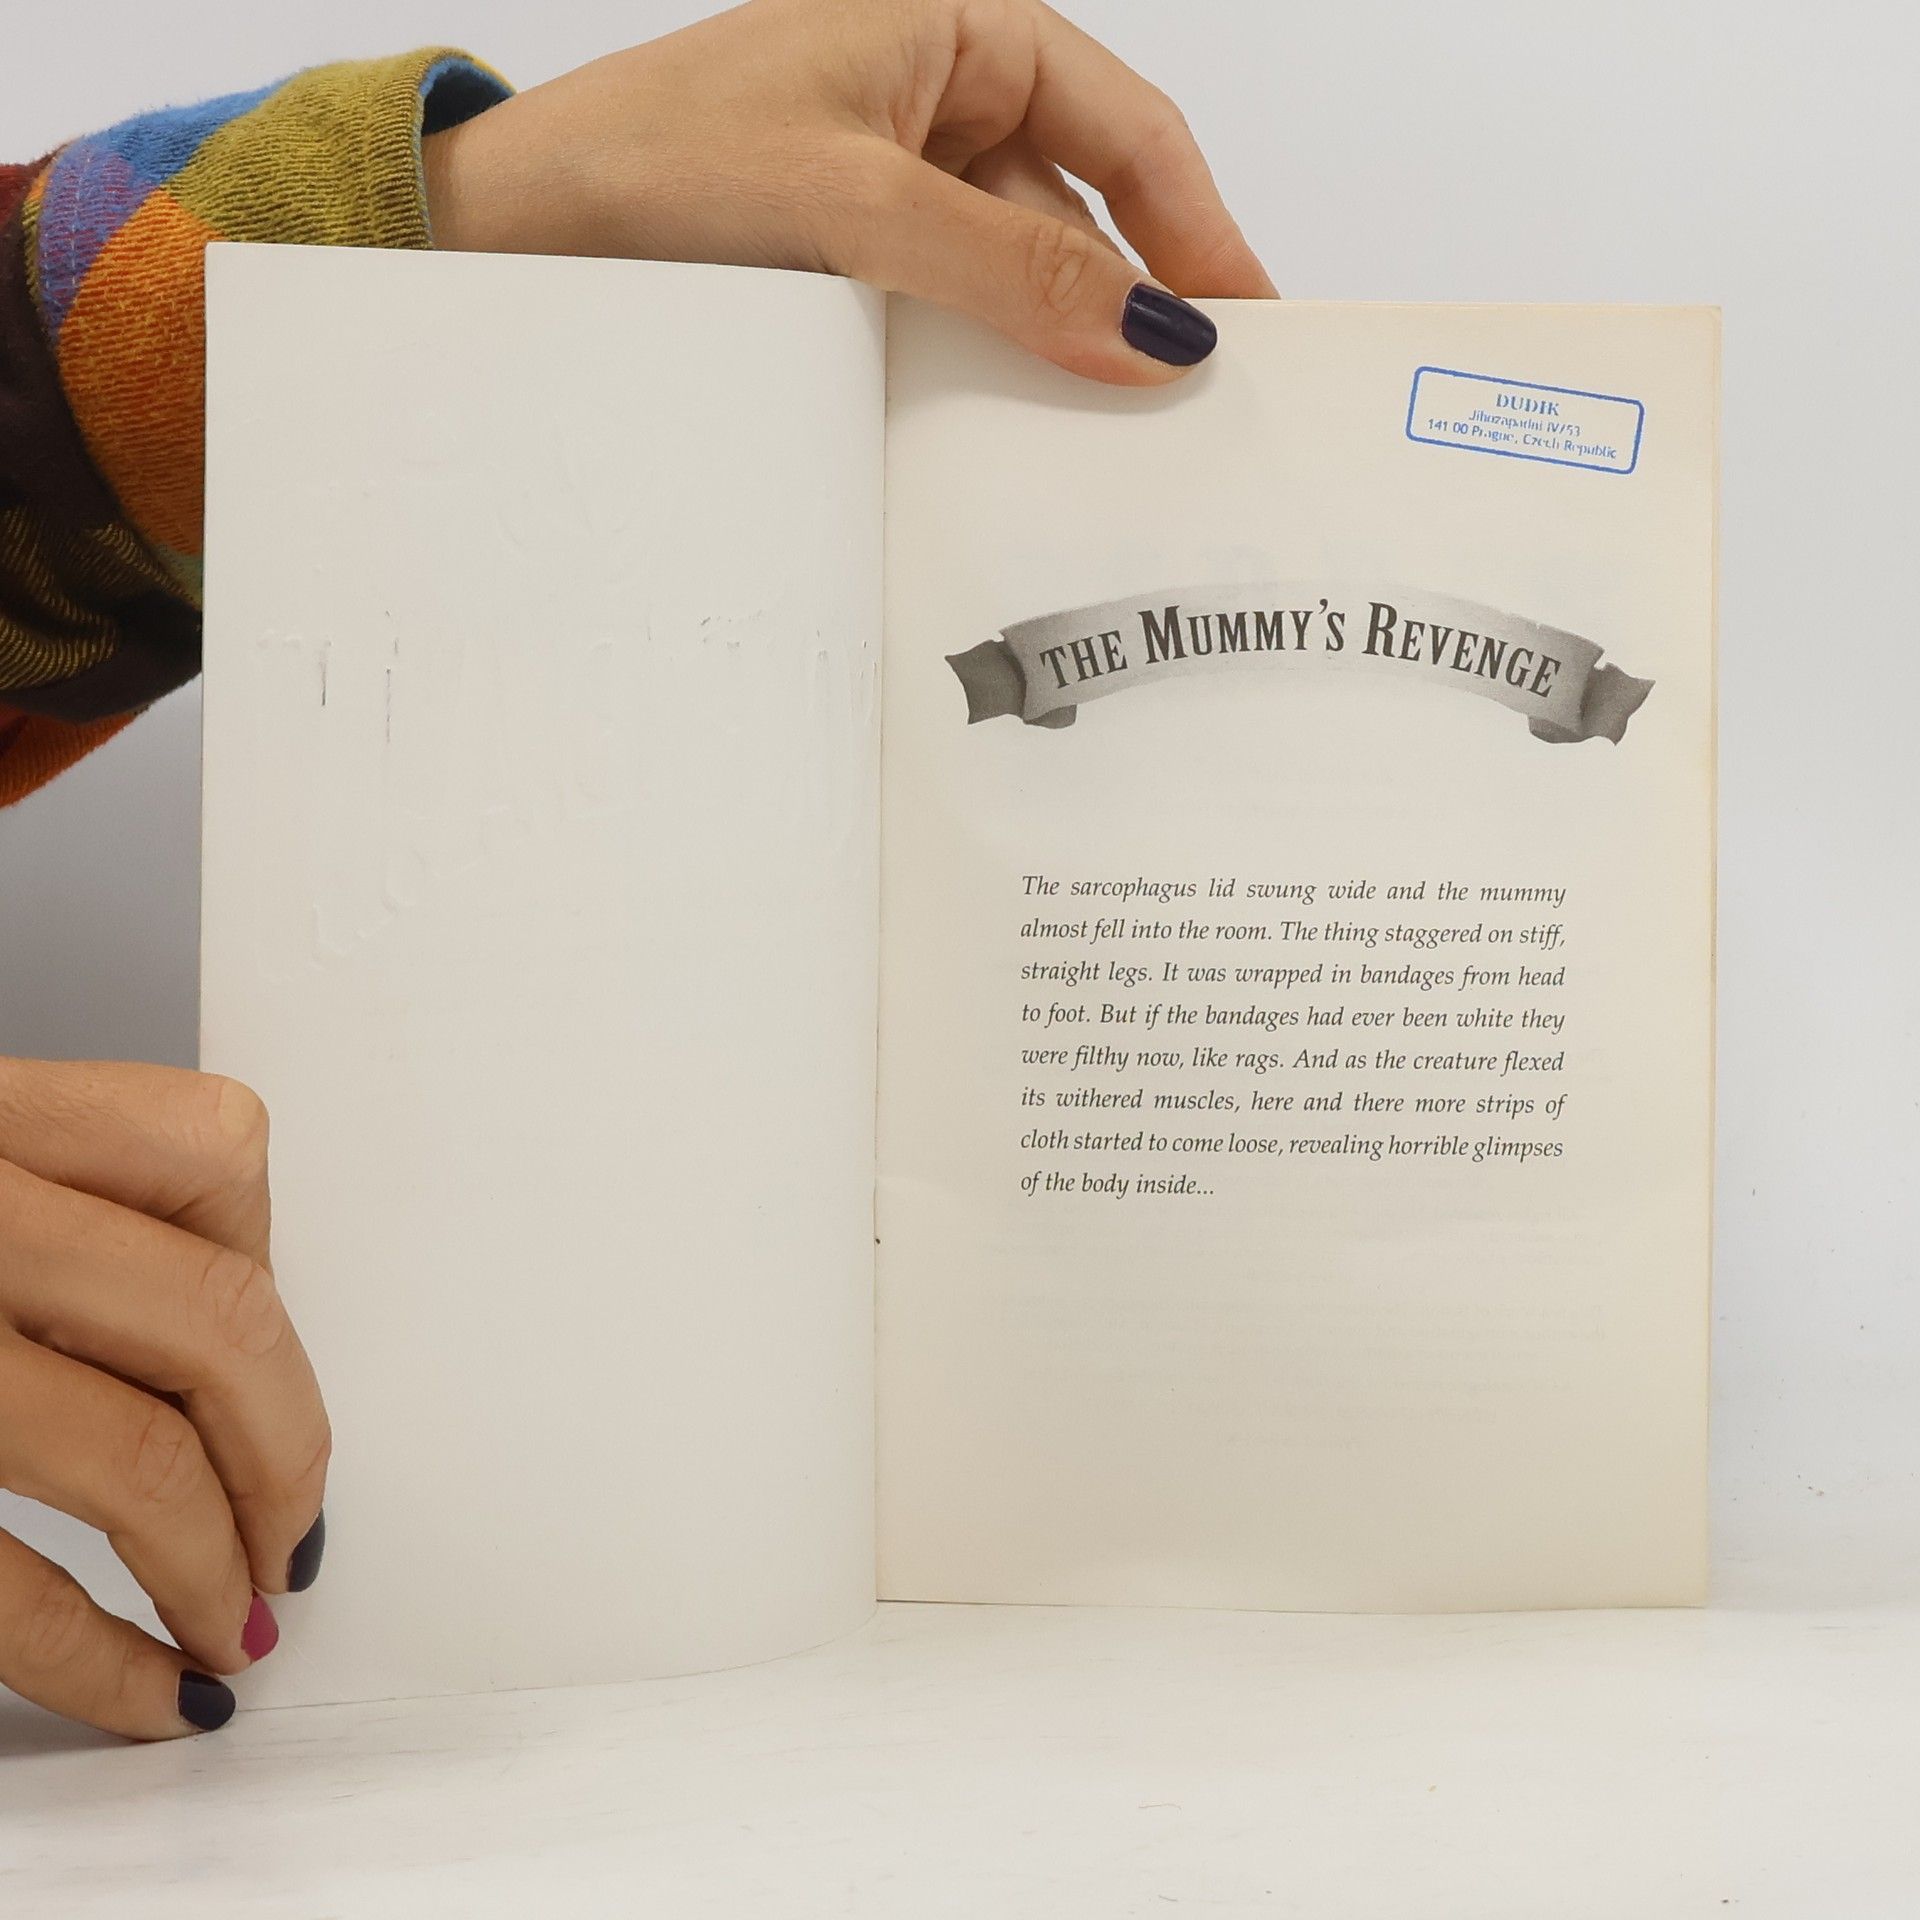 DUDIK
Jihozapadni IV/53
141 00 Prague, Czech Republic
THE MUMMY'S REVENGE
The sarcophagus lid swung wide and the mummy
almost fell into the room. The thing staggered on stiff,
straight legs. It was wrapped in bandages from head
to foot. But if the bandages had ever been white they
were filthy now, like rags. And as the creature flexed
its withered muscles, here and there more strips of
cloth started to come loose, revealing horrible glimpses
of the body inside...